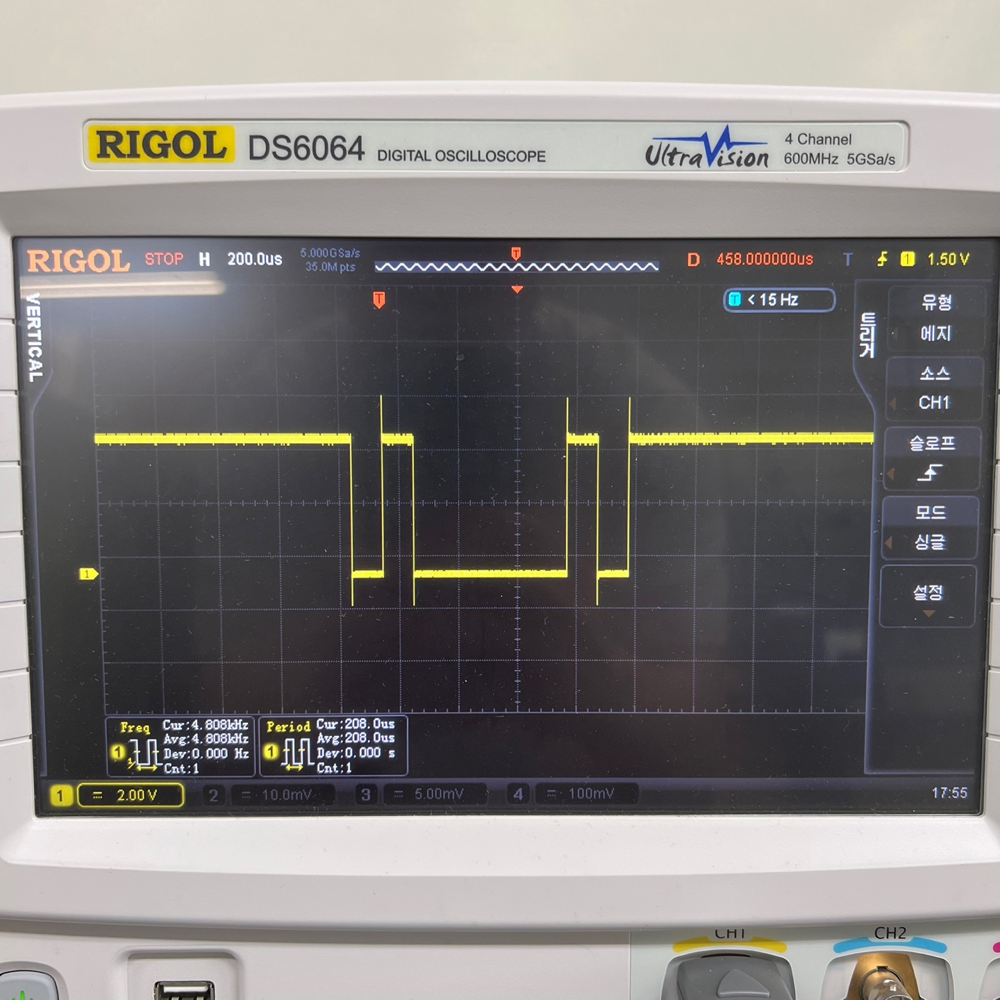 RIGOL DS6064 DIGITAL OSCILLOSCOPE
UltraVision
4 Channel
600MHz 5GSa/s
RIGOL STOP H 200.0us
5.000GSa/s
35.0M pts
T
D 458.000000us T 1 1.50 V
T
T < 15 Hz
VERTICAL
트리거
유형
에지
소스
CH1
슬로프
모드
싱글
설정
1
Freq
1
Cur:4.808kHz
Avg:4.808kHz
Dev:0.000 Hz
Cnt:1
Period
1
Cur:208.0us
Avg:208.0us
Dev:0.000 s
Cnt:1
1 2.00 V 2 10.0mV 3 5.00mV 4 100mV 17:55
CH1
CH2